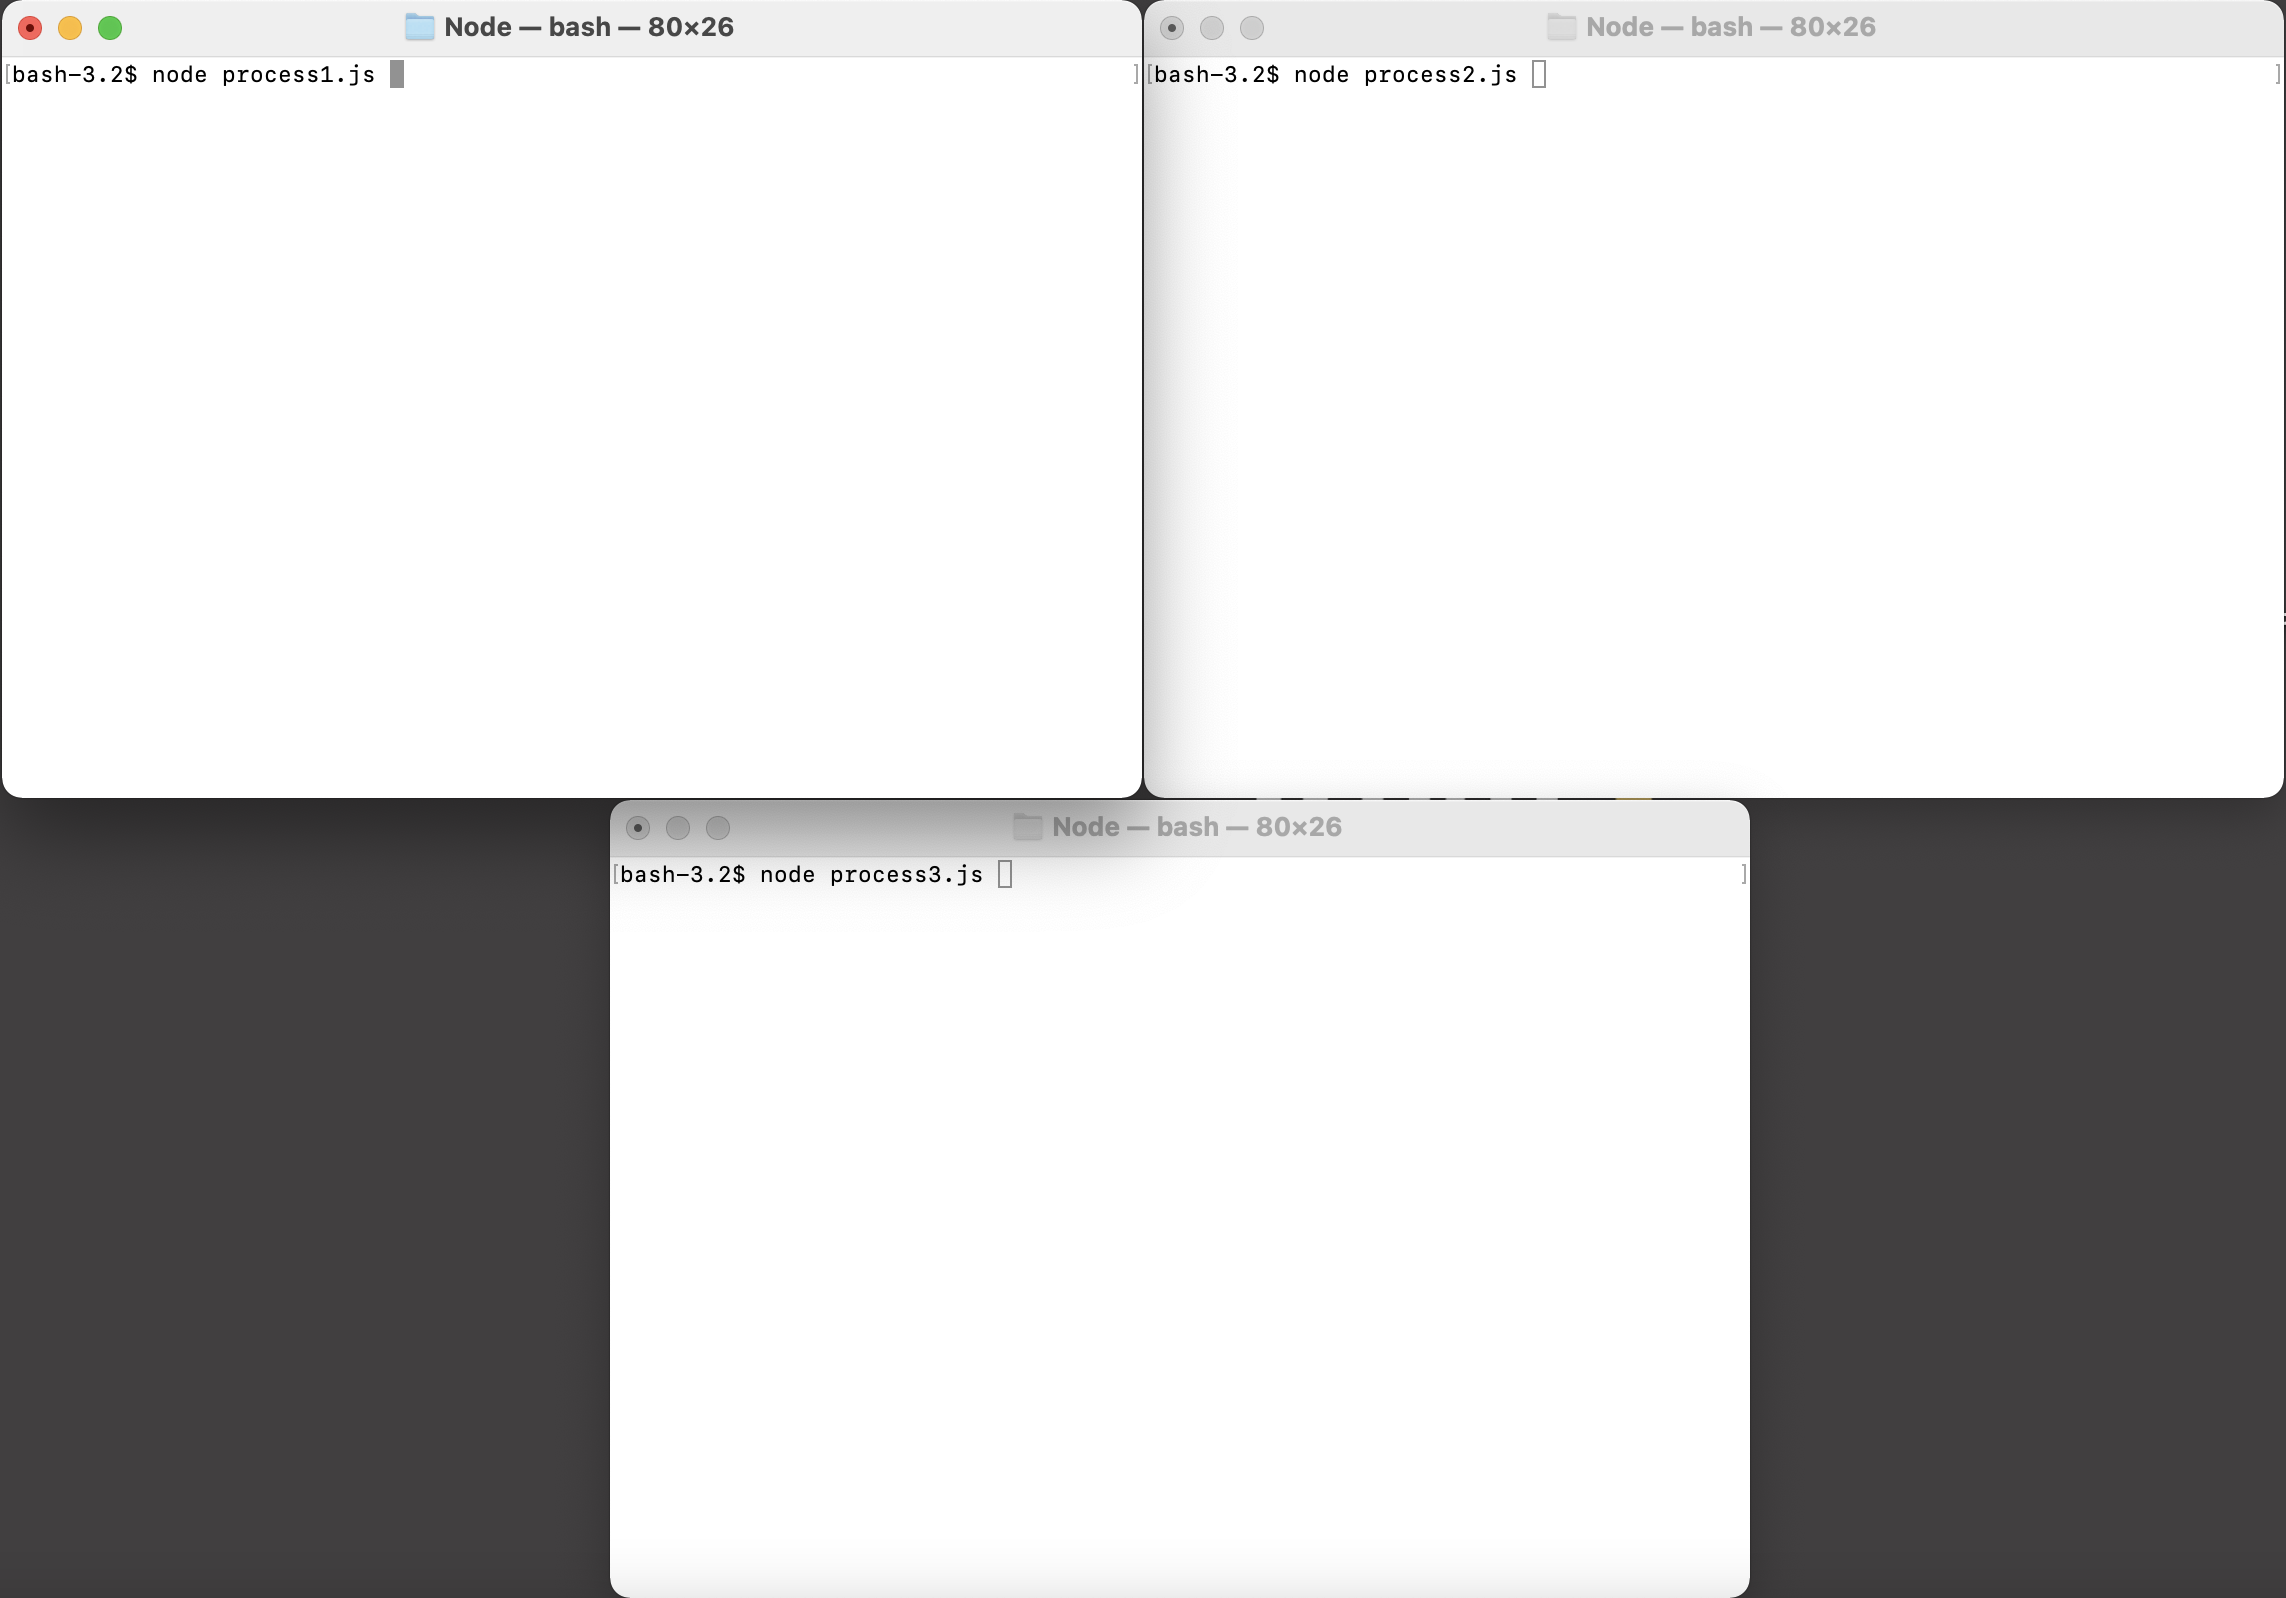 Node — bash — 80×26
[bash-3.2$ node process1.js ]
Node — bash — 80×26
[bash-3.2$ node process2.js ]
Node — bash — 80×26
[bash-3.2$ node process3.js ]